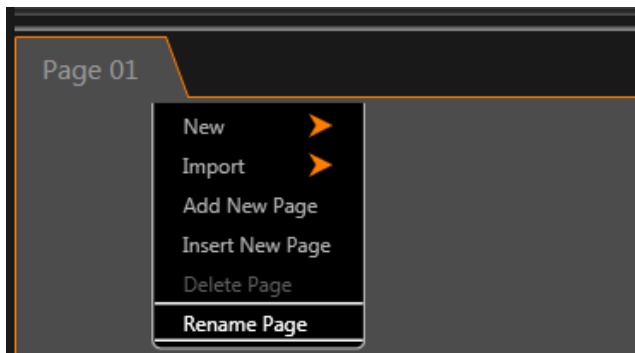 Page 01
New
Import
Add New Page
Insert New Page
Delete Page
Rename Page